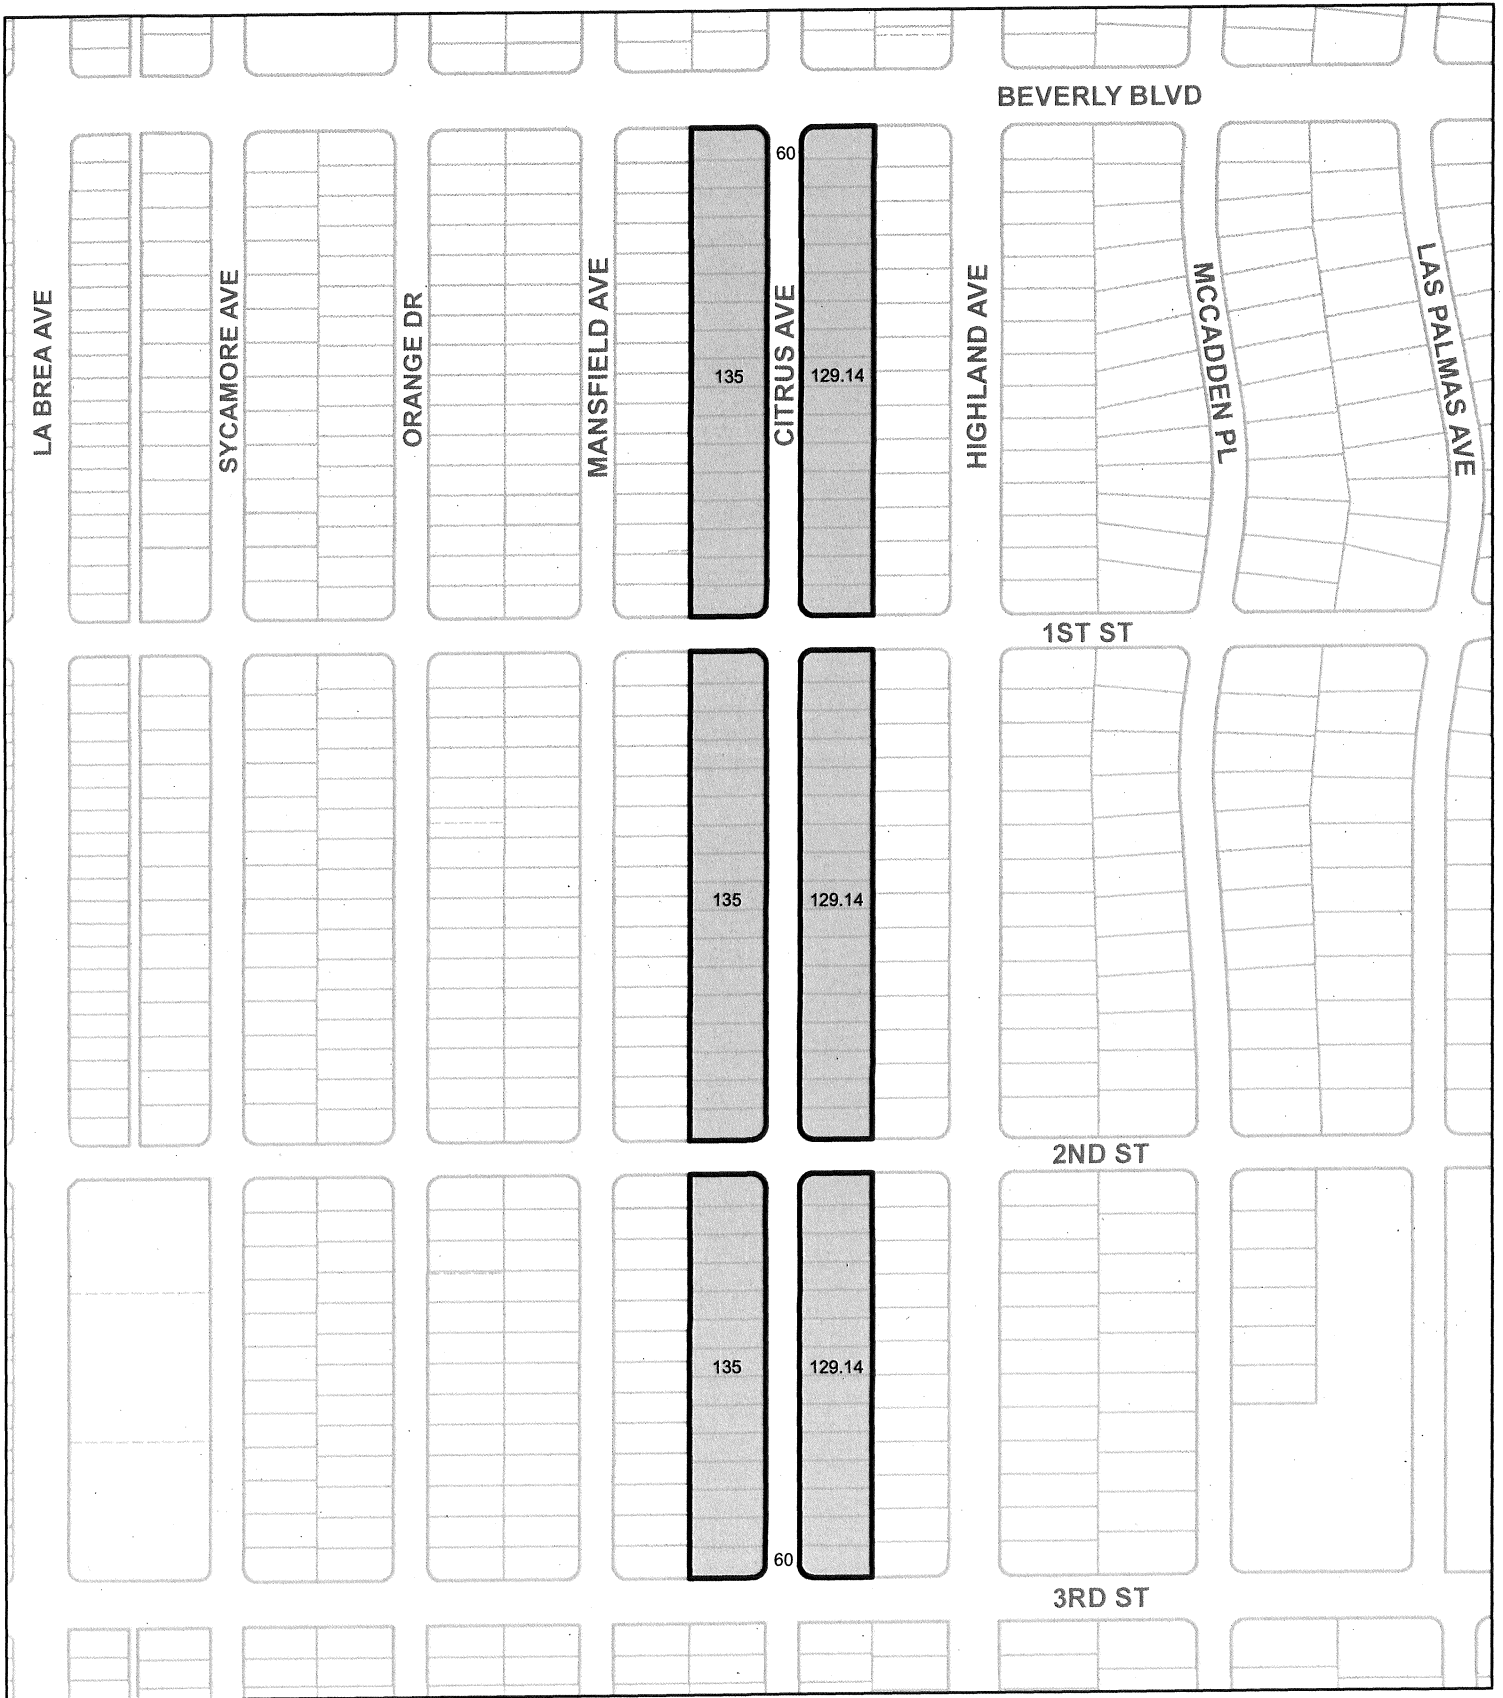 BEVERLY BLVD
60
LA BREA AVE
SYCAMORE AVE
ORANGE DR
MANSFIELD AVE
135
CITRUS AVE
129.14
HIGHLAND AVE
MCCADDEN PL
LAS PALMAS AVE
1ST ST
135
129.14
2ND ST
135
129.14
60
3RD ST